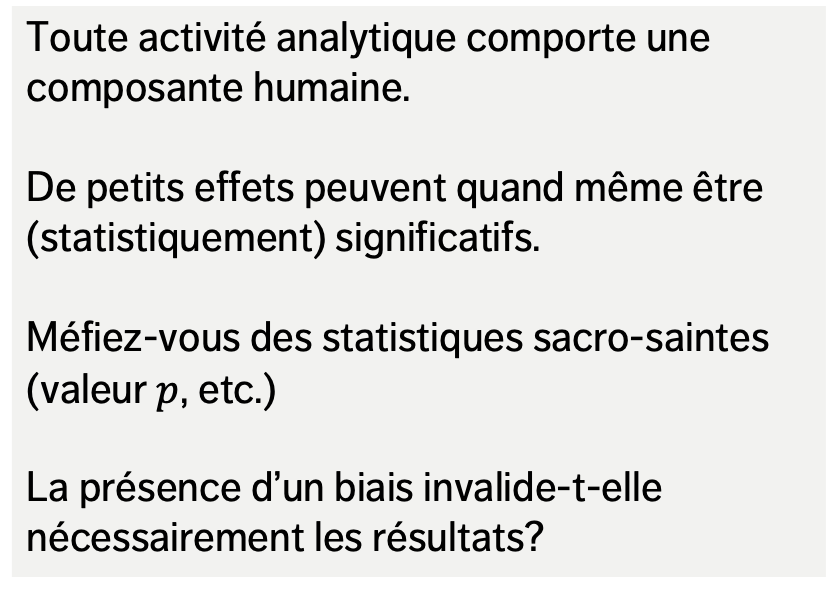 Toute activité analytique comporte une
composante humaine.
De petits effets peuvent quand même être
(statistiquement) significatifs.
Méfiez-vous des statistiques sacro-saintes
(valeur p, etc.)
La présence d’un biais invalide-t-elle
nécessairement les résultats?